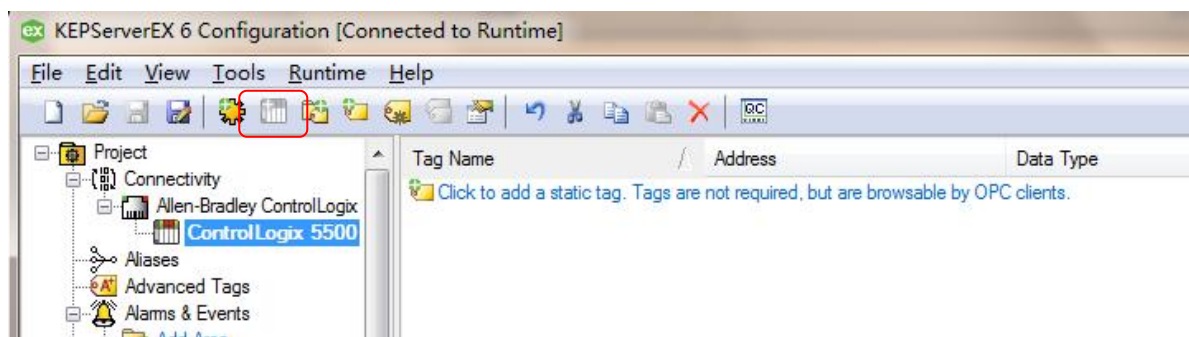 KEPServerEX 6 Configuration [Connected to Runtime]
File Edit View Tools Runtime Help
Project
Connectivity
Allen-Bradley ControlLogix
ControlLogix 5500
Aliases
Advanced Tags
Alarms & Events
Add Area
Tag Name Address Data Type
Click to add a static tag. Tags are not required, but are browsable by OPC clients.